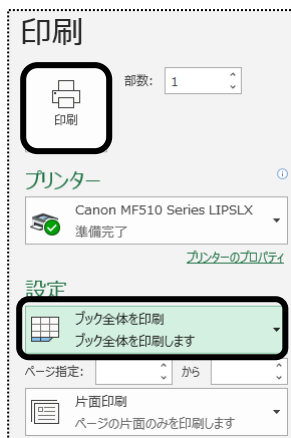 印刷
印刷
部数: 1
プリンター
Canon MF510 Series LIPSLX
準備完了
プリンターのプロパティ
設定
ブック全体を印刷
ブック全体を印刷します
ページ指定: から
片面印刷
ページの片面のみを印刷します